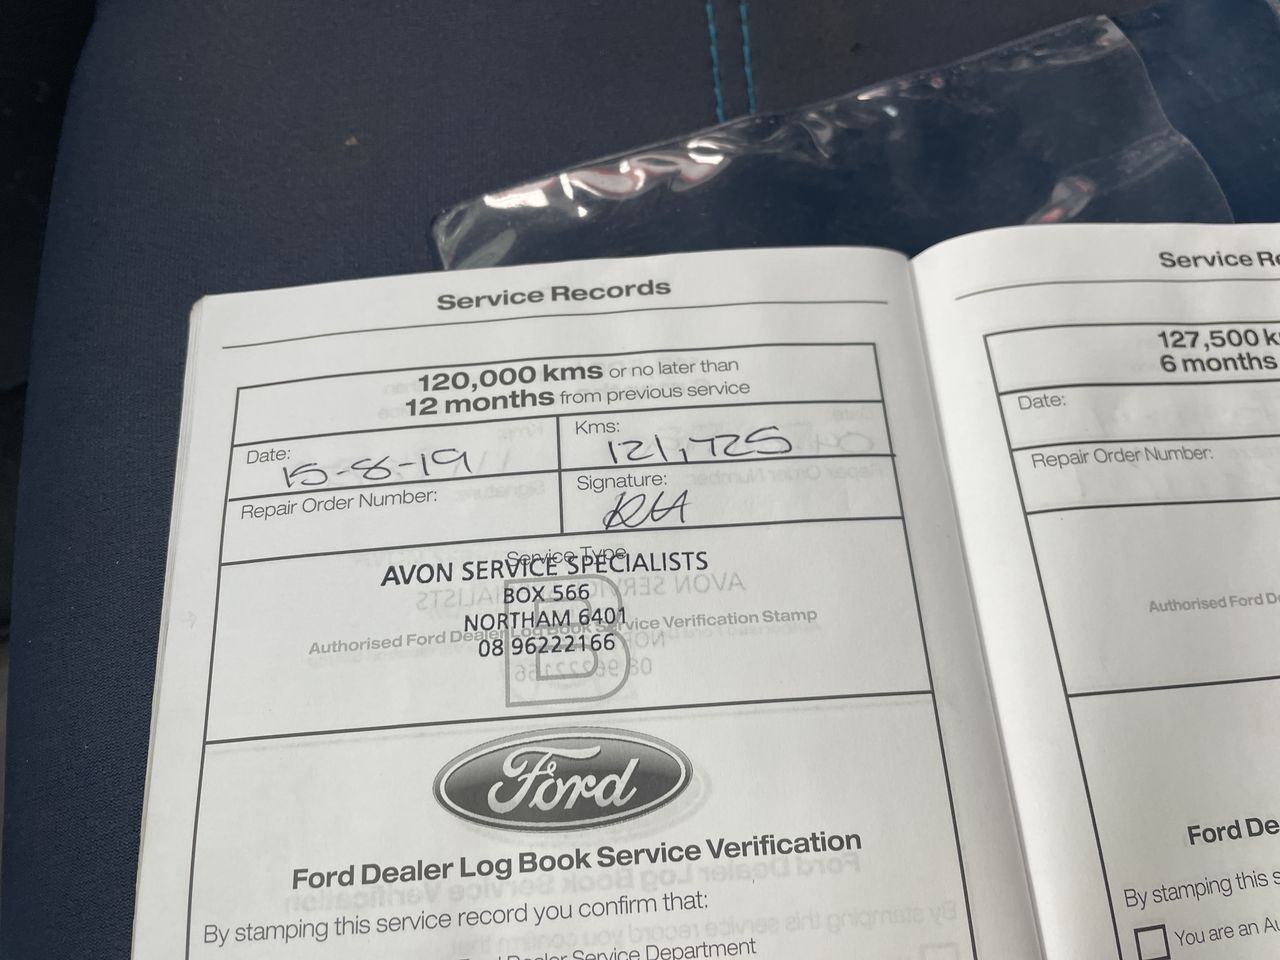 Service Records
120,000 kms or no later than
12 months from previous service
Date: 15-8-19
Kms: 121,725
Repair Order Number:
Signature:
Service Type
AVON SERVICE SPECIALISTS
BOX 566
NORTHAM 6401
Authorised Ford Dealer Log Book Service Verification Stamp
08 96222166
B
Ford
Ford Dealer Log Book Service Verification
By stamping this service record you confirm that:
Dealer Service Department
Service
127,500
6 months
Date:
Repair Order Number:
Authorised Ford
Ford
By stamping this
You are an